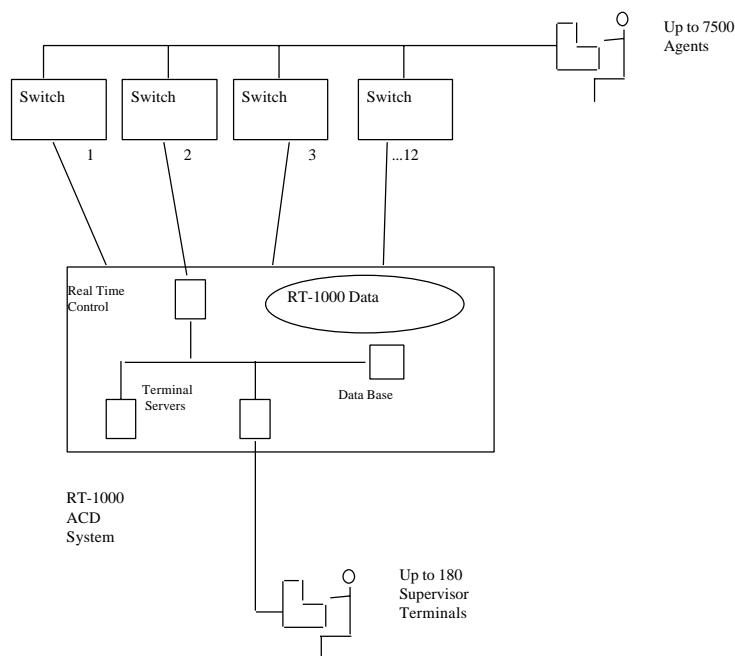 Up to 7500
Agents
Switch
Switch
Switch
Switch
1
2
3
...12
Real Time
Control
RT-1000 Data
Terminal
Servers
Data Base
RT-1000
ACD
System
Up to 180
Supervisor
Terminals